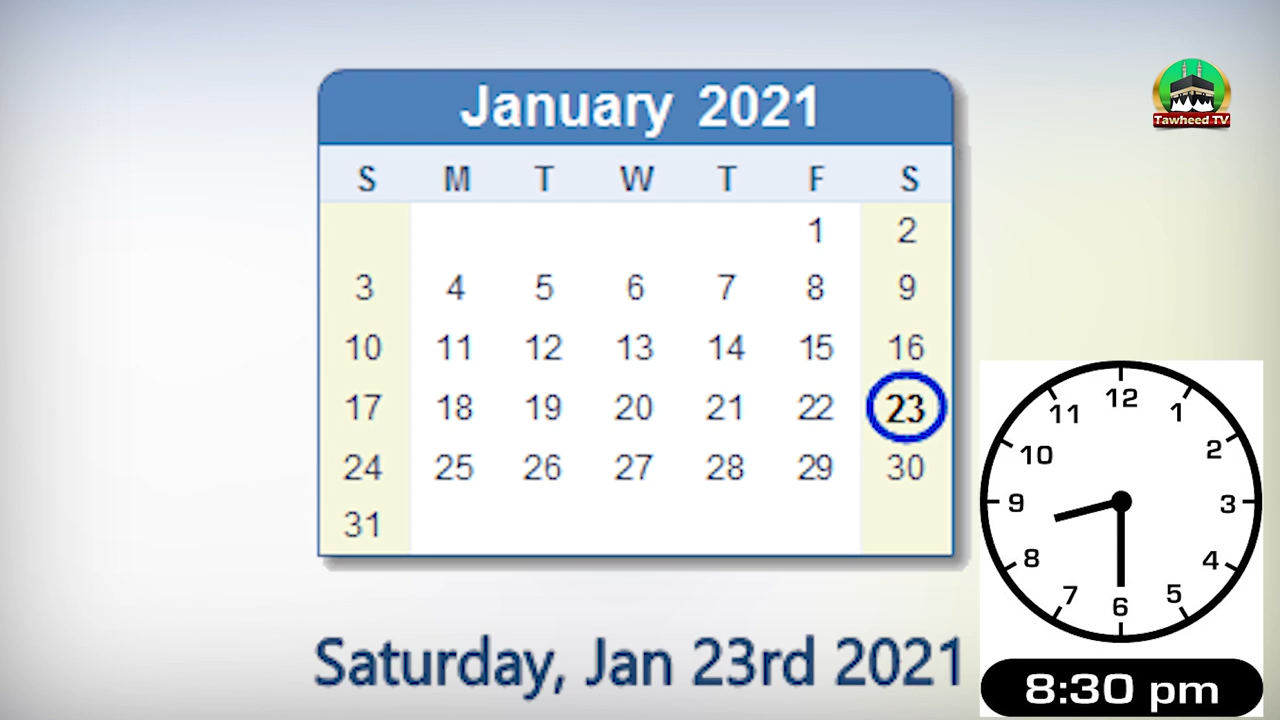 January 2021
S M T W T F S
1 2
3 4 5 6 7 8 9
10 11 12 13 14 15 16
17 18 19 20 21 22 23
24 25 26 27 28 29 30
31
Saturday, Jan 23rd 2021
Tawheed TV
12
1
2
3
4
5
6
7
8
9
10
11
8:30 pm